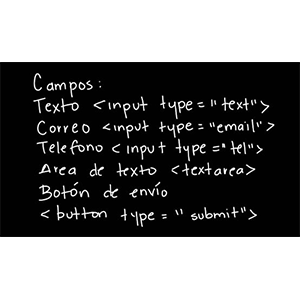 Campos:
Texto <input type="text">
Correo <input type="email">
Telefono <input type="tel">
Area de texto <textarea>
Botón de envío
<button type="submit">